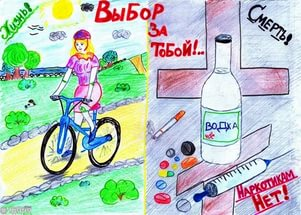 Жизнь!
Выбор
за
тобой!..
Смерть!
ВОДКА
Наркотикам
Нет!